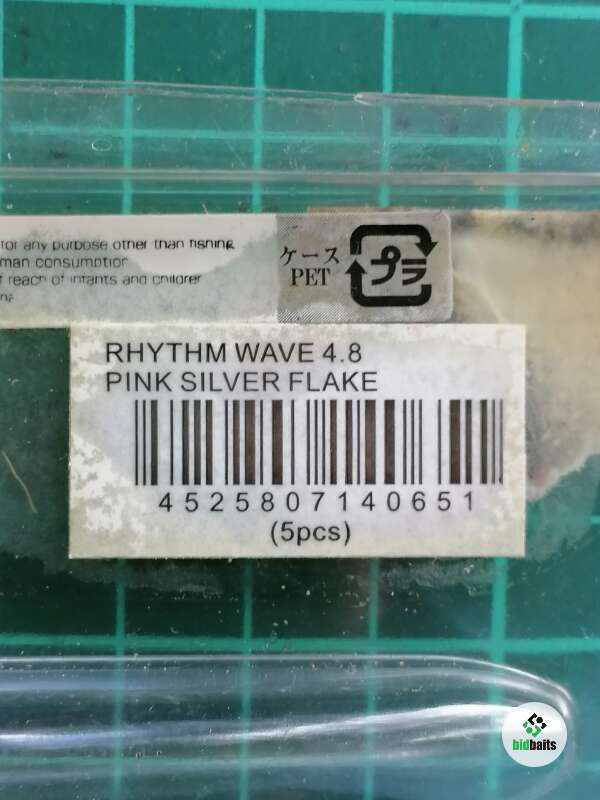 for any purpose other than fishing
man consumption
f reach of infants and children
ケース
PET
プラ
RHYTHM WAVE 4.8
PINK SILVER FLAKE
4525807140651
(5pcs)
bidbaits